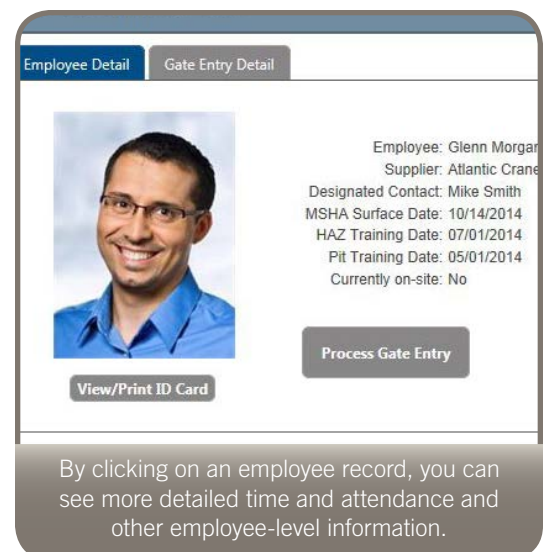 Employee Detail Gate Entry Detail
Employee: Glenn Morgan
Supplier: Atlantic Crane
Designated Contact: Mike Smith
MSHA Surface Date: 10/14/2014
HAZ Training Date: 07/01/2014
Pit Training Date: 05/01/2014
Currently on-site: No
Process Gate Entry
View/Print ID Card
By clicking on an employee record, you can
see more detailed time and attendance and
other employee-level information.